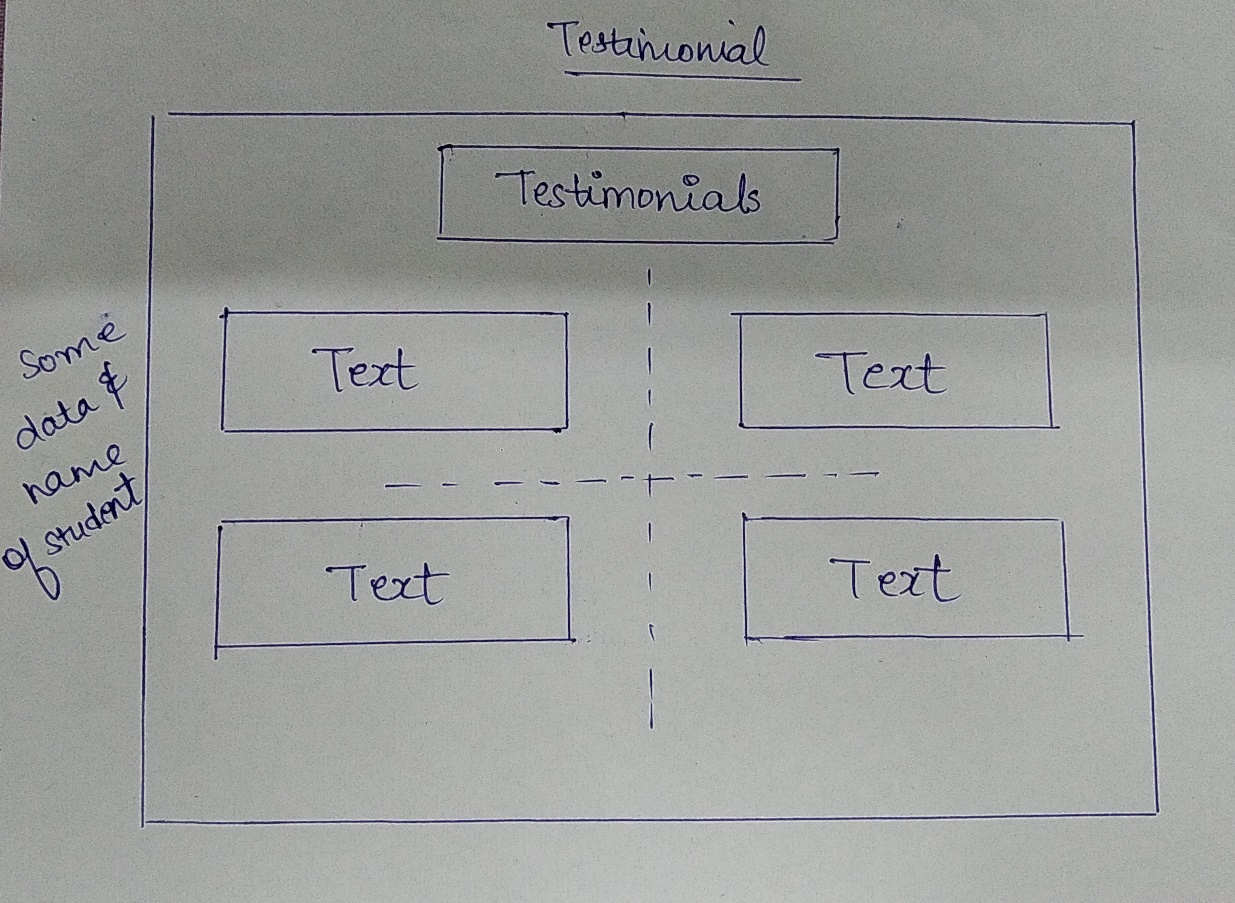 Testimonial
Testimonials
Text
Text
some
data &
name
of student
Text
Text